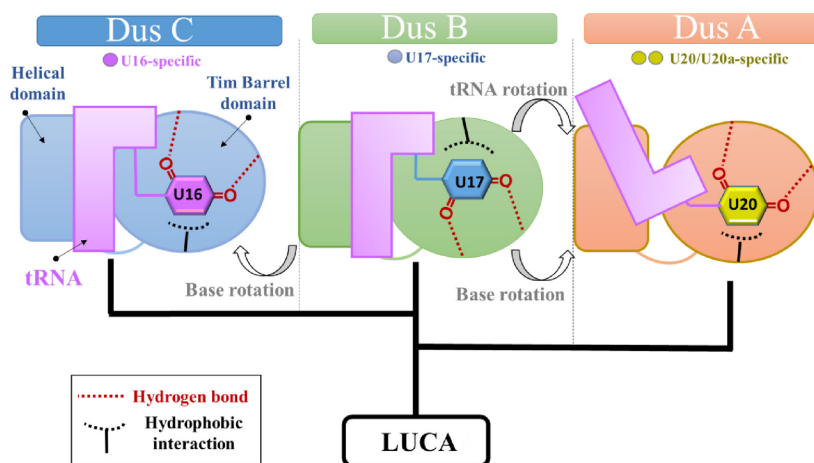 Dus C
Dus B
Dus A
U16-specific
U17-specific
U20/U20a-specific
Helical
domain
Tim Barrel
domain
tRNA rotation
O
O
U16
U17
O
O
O
U20
O
tRNA
Base rotation
Base rotation
Hydrogen bond
Hydrophobic
interaction
LUCA